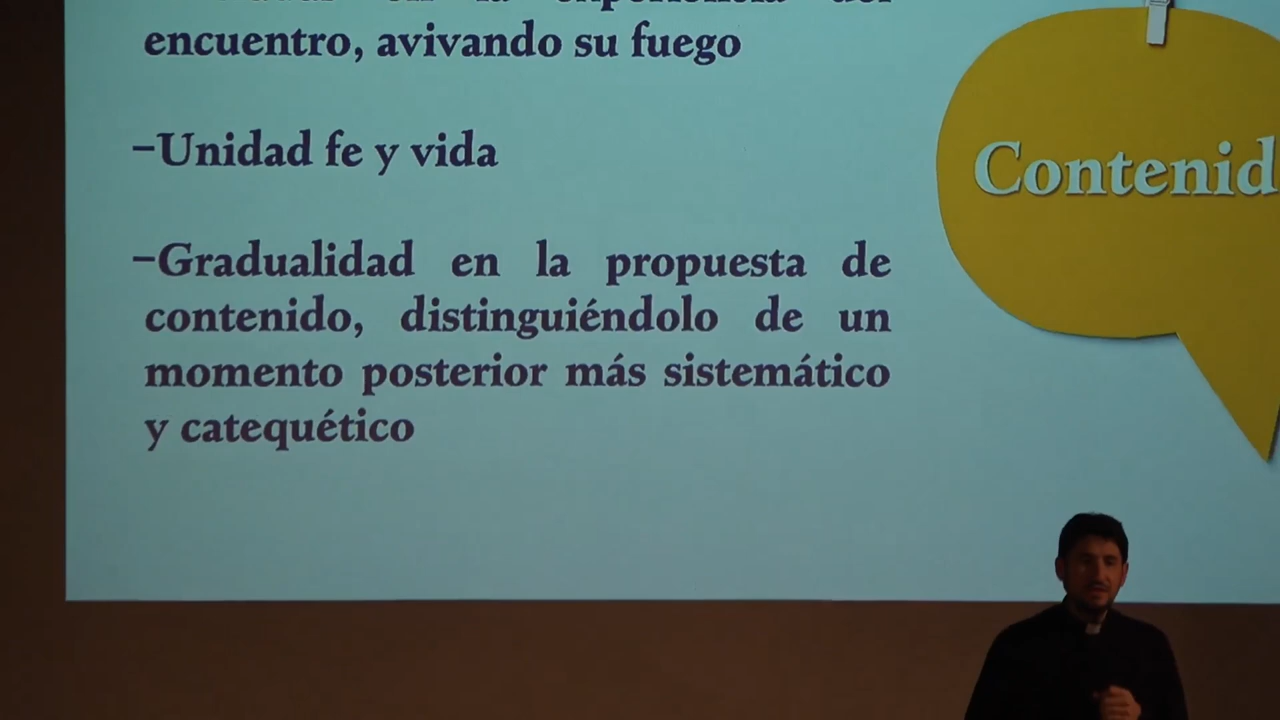 encuentro, avivando su fuego
-Unidad fe y vida
-Gradualidad en la propuesta de
contenido, distinguiéndolo de un
momento posterior más sistemático
y catequético
Contenid